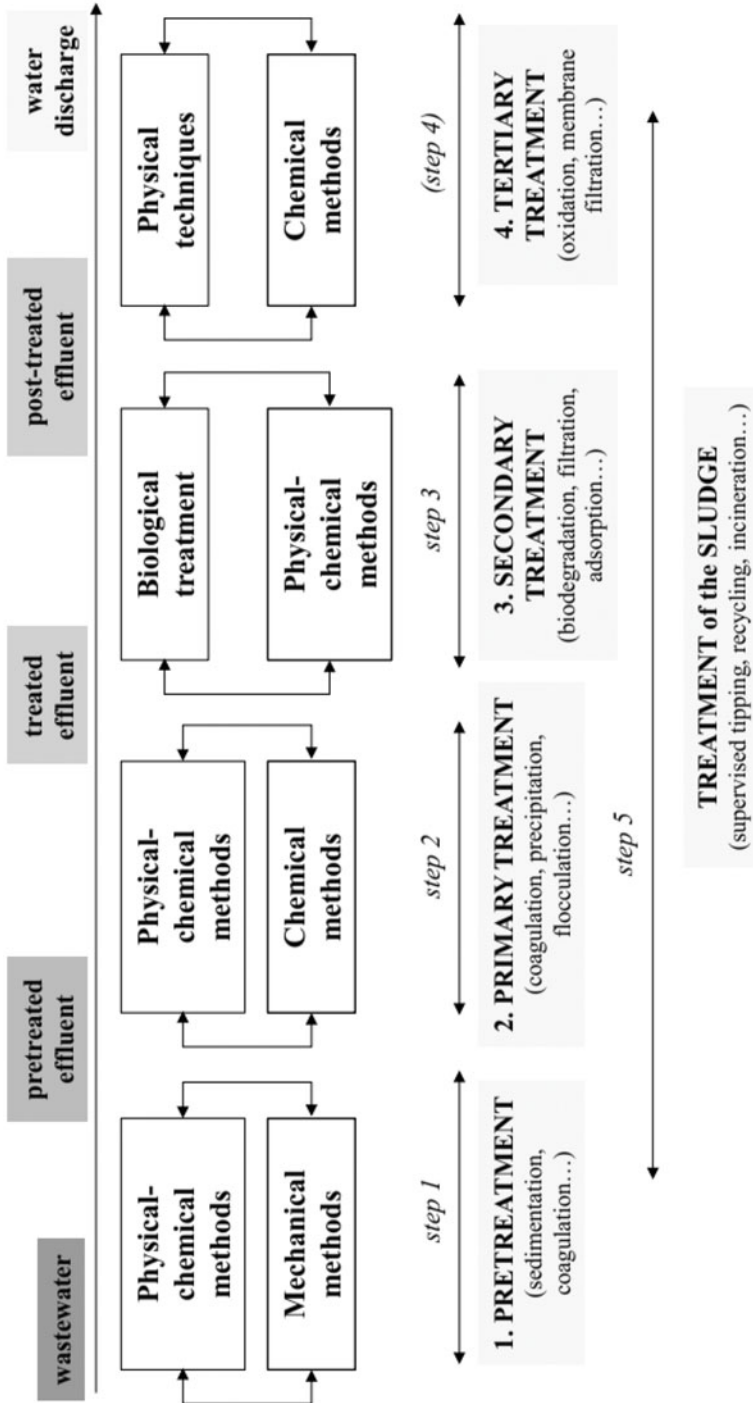 wastewater
pretreated
effluent
treated
effluent
post-treated
effluent
water
discharge
Physical-
chemical
methods
Mechanical
methods
Physical-
chemical
methods
Chemical
methods
Biological
treatment
Physical-
chemical
methods
Physical
techniques
Chemical
methods
step 1
step 2
step 3
(step 4)
1. PRETREATMENT
(sedimentation,
coagulation…)
2. PRIMARY TREATMENT
(coagulation, precipitation,
flocculation…)
3. SECONDARY
TREATMENT
(biodegradation, filtration,
adsorption…)
4. TERTIARY
TREATMENT
(oxidation, membrane
filtration…)
step 5
TREATMENT of the SLUDGE
(supervised tipping, recycling, incineration…)